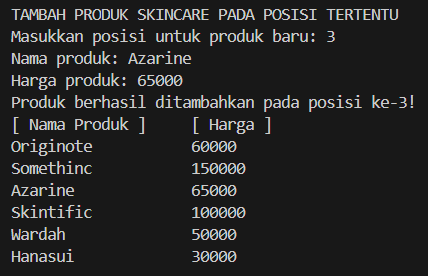 TAMBAH PRODUK SKINCARE PADA POSISI TERTENTU
Masukkan posisi untuk produk baru: 3
Nama produk: Azarine
Harga produk: 65000
Produk berhasil ditambahkan pada posisi ke-3!
[ Nama Produk ]     [ Harga ]
Originote           60000
Somethinc           150000
Azarine             65000
Skintific           100000
Wardah              50000
Hanasui             30000